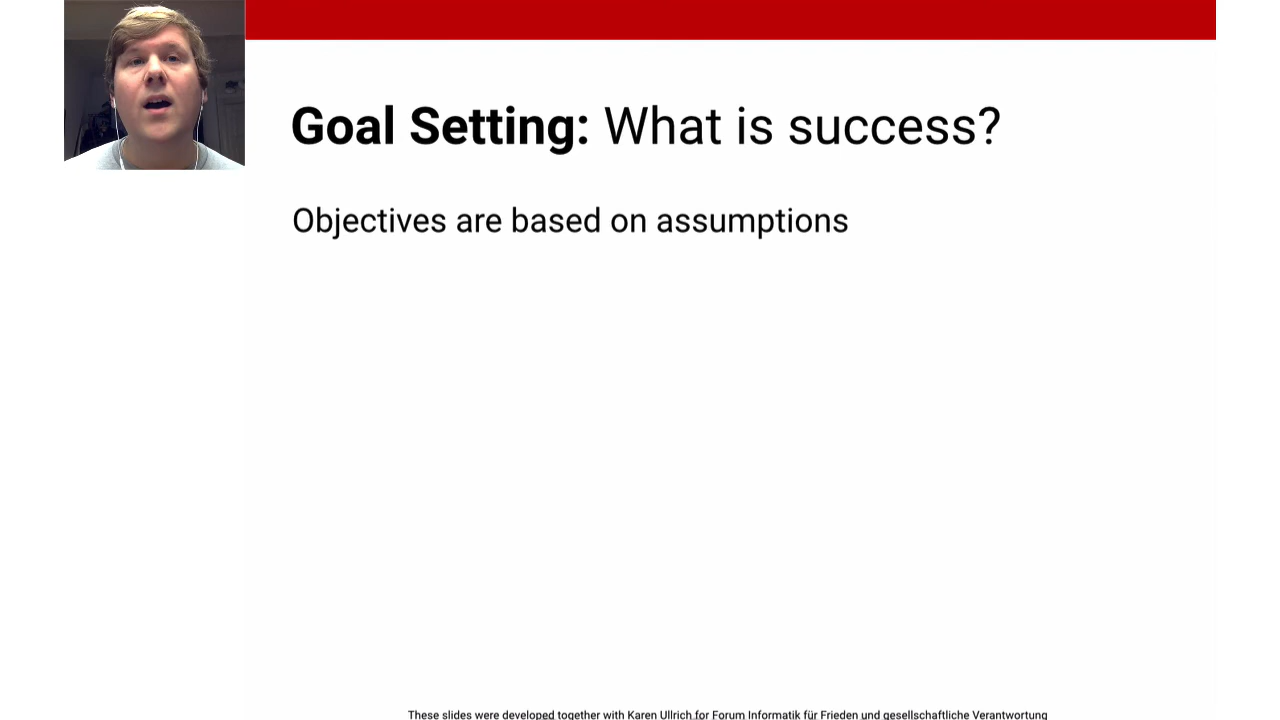 Goal Setting: What is success?
Objectives are based on assumptions
These slides were developed together with Karen Ullrich for Forum Informatik für Frieden und gesellschaftliche Verantwortung